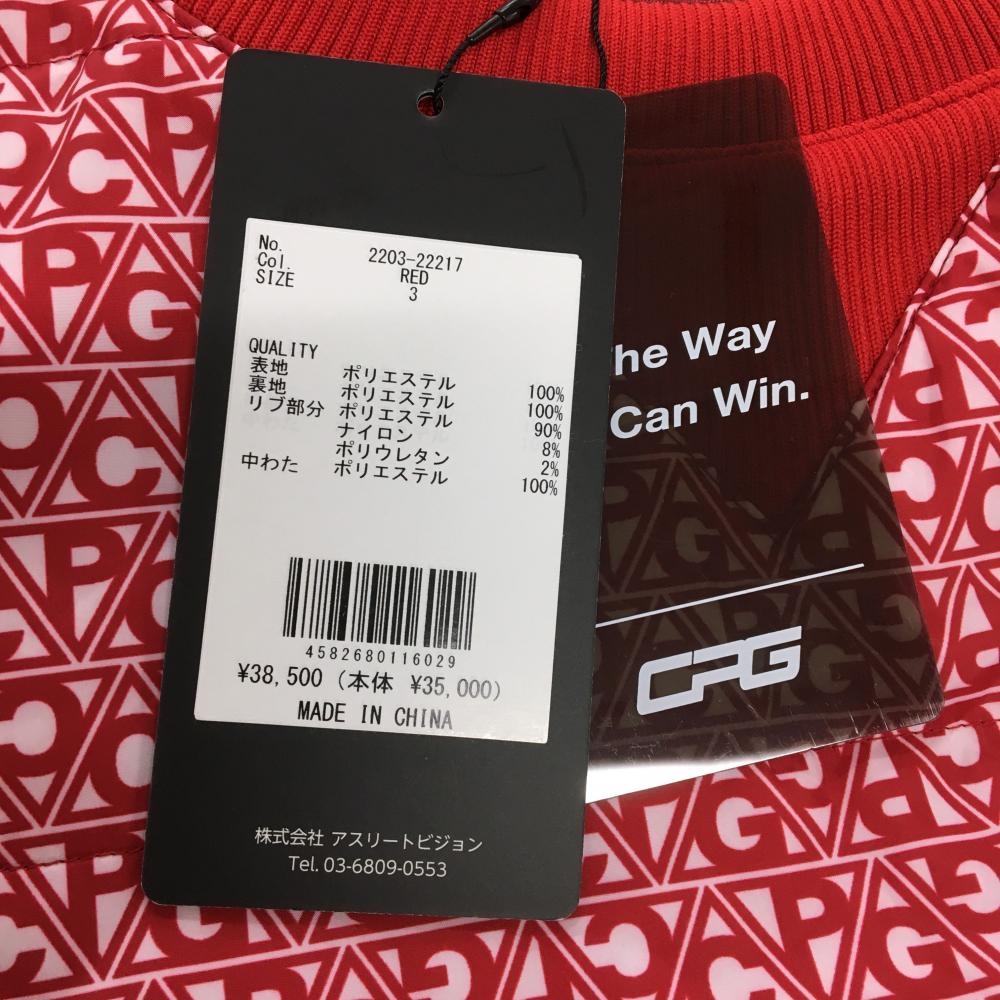 No. 2203-22217
Col. RED
SIZE 3
QUALITY
表地 ポリエステル 100%
裏地 ポリエステル 100%
リブ部分 ポリエステル 90%
ナイロン 8%
ポリウレタン 2%
中わた ポリエステル 100%
4582680116029
¥38,500 (本体 ¥35,000)
MADE IN CHINA
株式会社 アスリートビジョン
Tel. 03-6809-0553
he Way
Can Win.
CPG